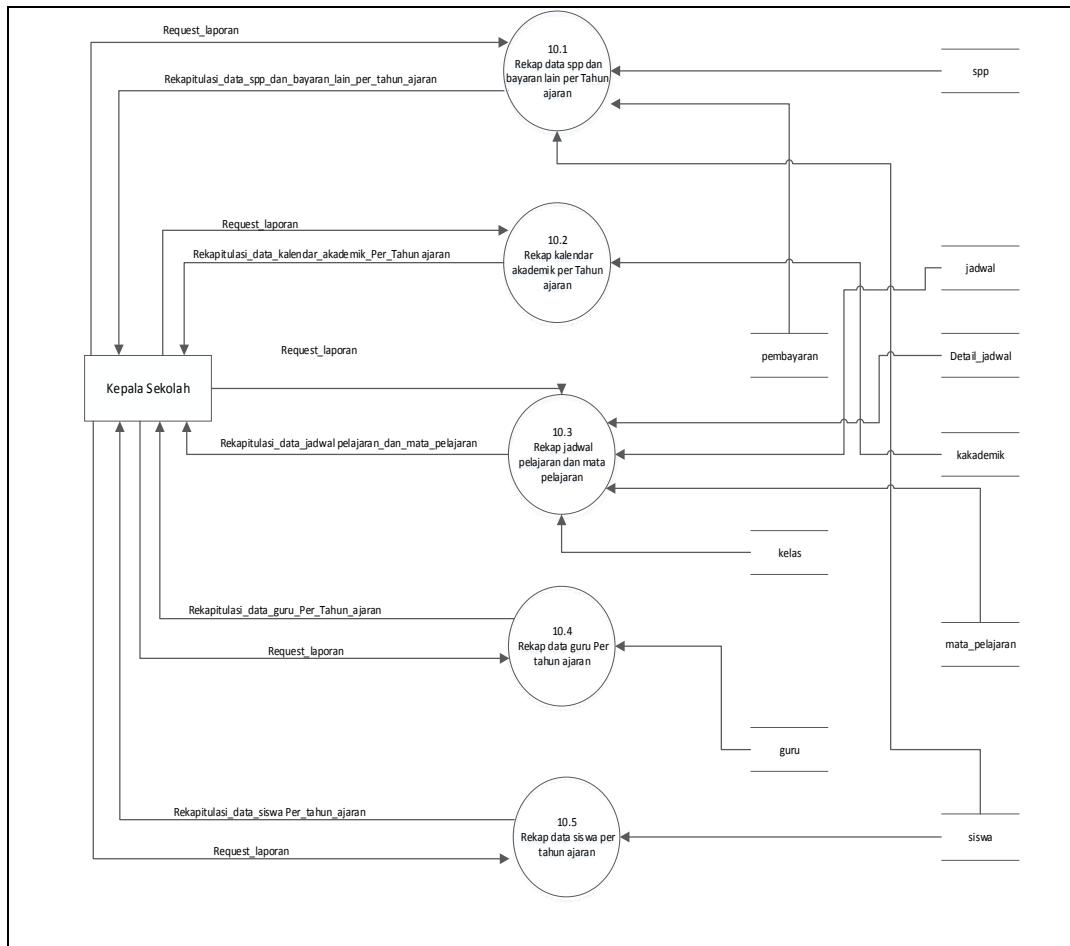 Request_laporan
10.1
Rekap data spp dan
bayaran lain per Tahun
ajaran
spp
Rekapitulasi_data_spp_dan_bayaran_lain_per_tahun_ajaran
Request_laporan
10.2
Rekap kalendar
akademik per Tahun
ajaran
Rekapitulasi_data_kalendar_akademik_Per_Tahun ajaran
jadwal
Request_laporan
pembayaran
Detail_jadwal
Kepala Sekolah
10.3
Rekap jadwal
pelajaran dan mata
pelajaran
Rekapitulasi_data_jadwal pelajaran_dan_mata_pelajaran
kakademik
kelas
Rekapitulasi_data_guru_Per_Tahun_ajaran
10.4
Rekap data guru Per
tahun ajaran
Request_laporan
mata_pelajaran
guru
Rekapitulasi_data_siswa Per_tahun_ajaran
10.5
Rekap data siswa per
tahun ajaran
Request_laporan
siswa